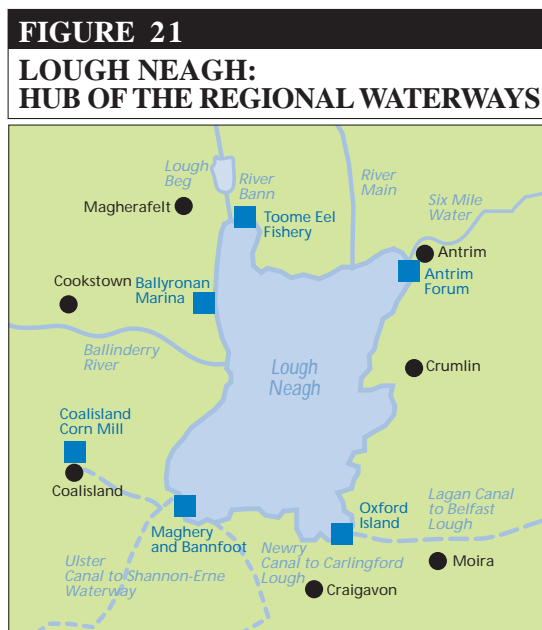 FIGURE 21
LOUGH NEAGH:
HUB OF THE REGIONAL WATERWAYS
Lough
Beg
River
Bann
River
Main
Six Mile
Water
Magherafelt
Toome Eel
Fishery
Antrim
Antrim
Forum
Cookstown
Ballyronan
Marina
Ballinderry
River
Lough
Neagh
Crumlin
Coalisland
Corn Mill
Coalisland
Maghery
and Bannfoot
Oxford
Island
Lagan Canal
to Belfast
Lough
Ulster
Canal to Shannon-Erne
Waterway
Newry
Canal to Carlingford
Lough
Moira
Craigavon